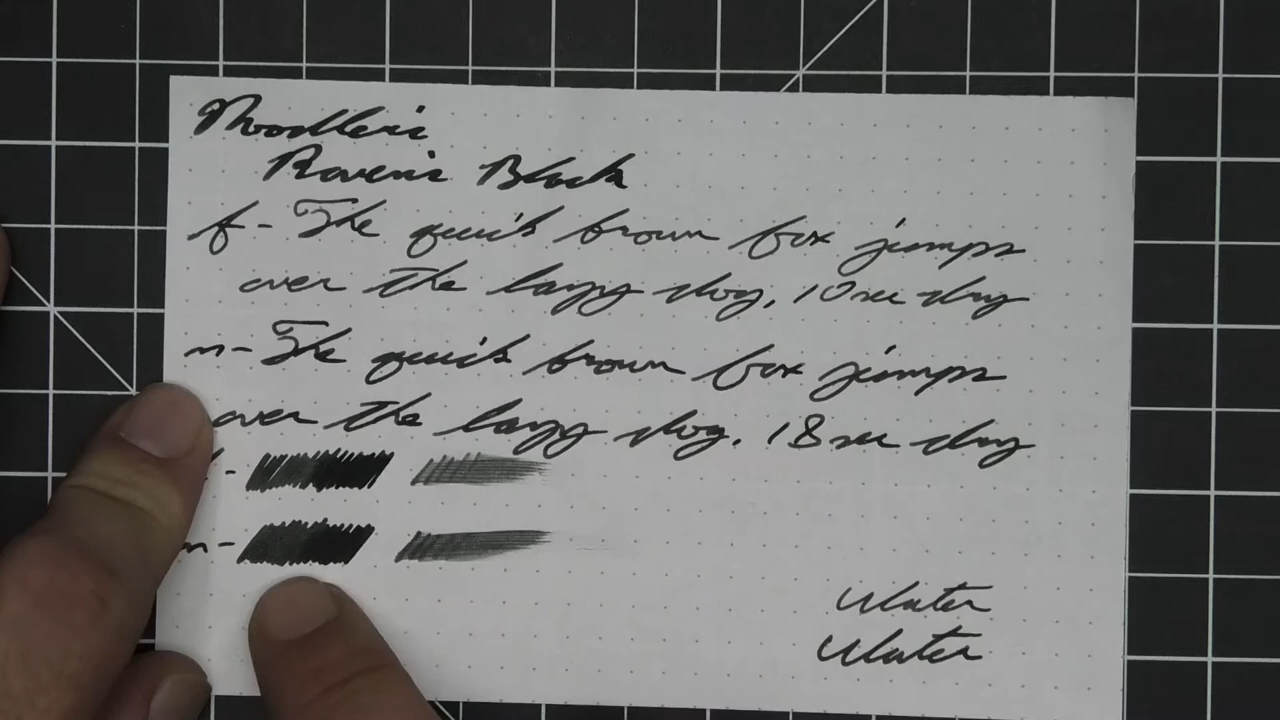 Noodler's
Raven's Black
f - The quick brown fox jumps
over the lazy dog. 10 sec dry
m - The quick brown fox jumps
over the lazy dog. 18 sec dry
f -
m -
Water
Water